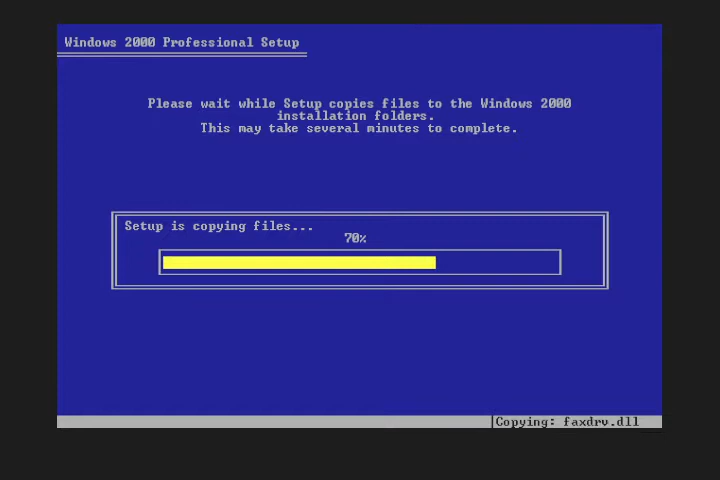 Windows 2000 Professional Setup
Please wait while Setup copies files to the Windows 2000
installation folders.
This may take several minutes to complete.
Setup is copying files...
70%
Copying: faxdrv.dll